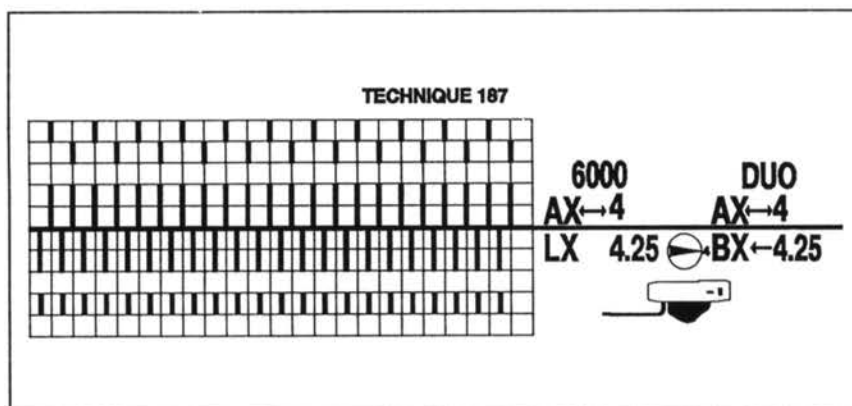 TECHNIQUE 187
6000 DUO
AX↔4 AX↔4
LX 4.25 BX←4.25